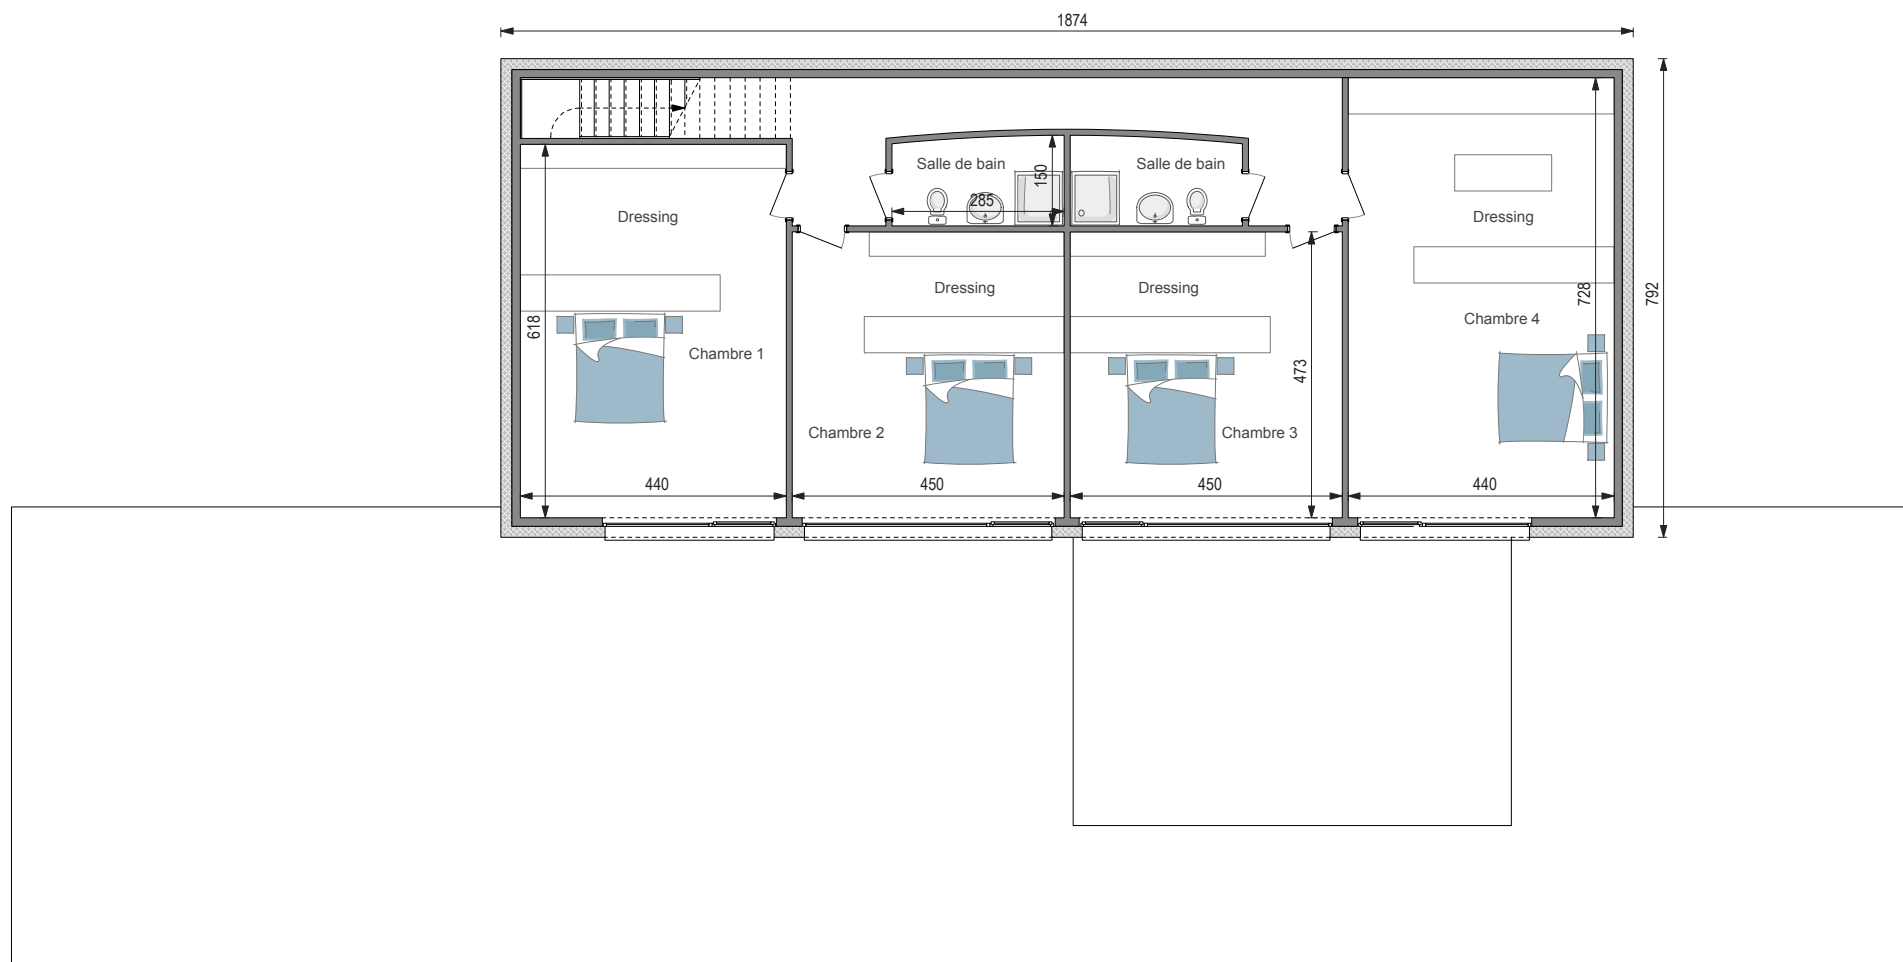 1874
Salle de bain
Salle de bain
150
285
Dressing
Dressing
Dressing
Dressing
728
792
618
Chambre 4
Chambre 1
473
Chambre 2
Chambre 3
440
450
450
440